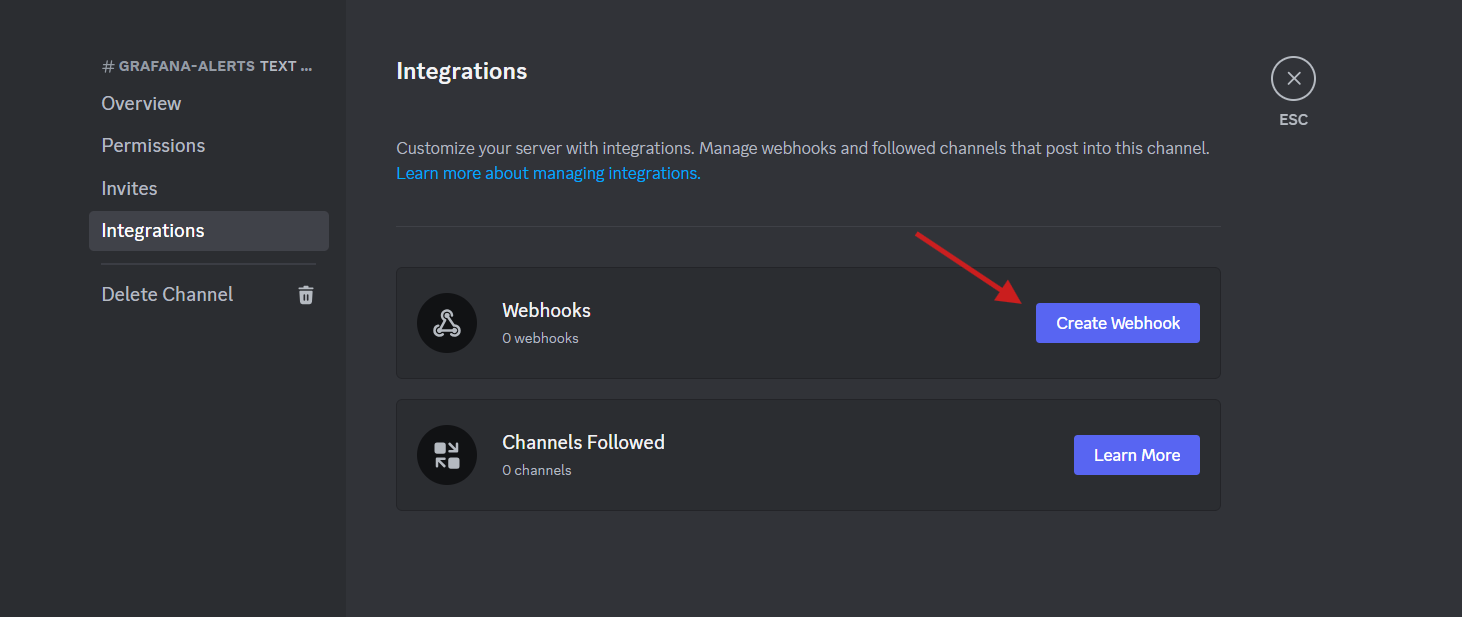 # GRAFANA-ALERTS TEXT ...
Overview
Permissions
Invites
Integrations
Delete Channel
Integrations
ESC
Customize your server with integrations. Manage webhooks and followed channels that post into this channel.
Learn more about managing integrations.
Webhooks
0 webhooks
Create Webhook
Channels Followed
0 channels
Learn More